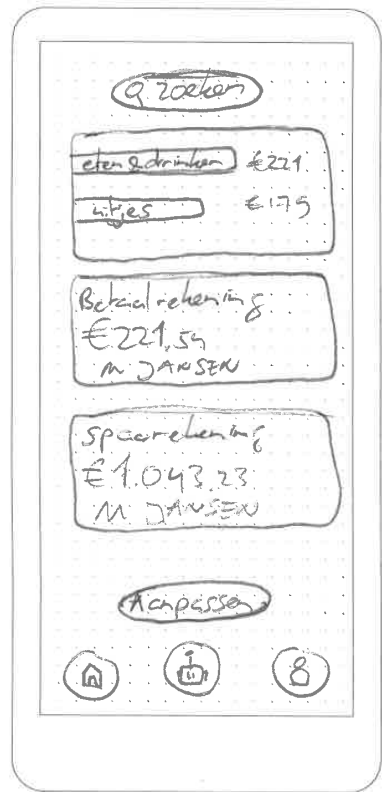 zoeken
eten & drinken €221
uitjes €175
Betaalrekening
€221,54
M JANSEN
Spaarrekening
€1.043.23
M JANSEN
Aanpassen